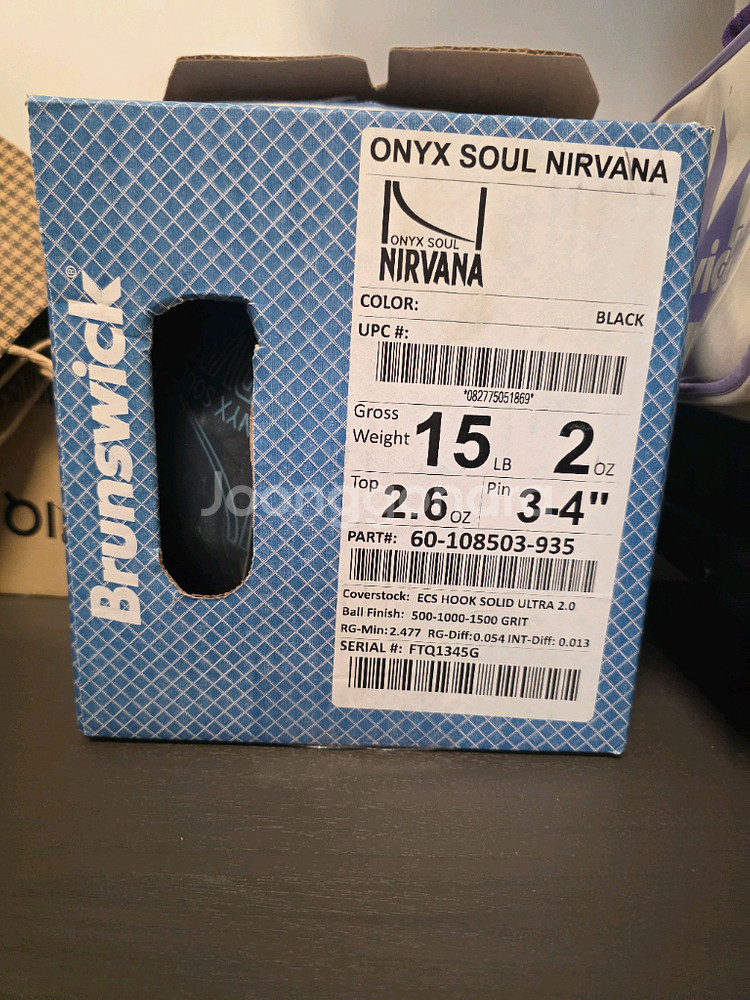 Brunswick®
ONYX SOUL NIRVANA
ONYX SOUL
NIRVANA
COLOR: BLACK
UPC #:
*082775051869*
Gross Weight 15 LB 2 OZ
Top 2.6 OZ Pin 3-4"
PART#: 60-108503-935
Coverstock: ECS HOOK SOLID ULTRA 2.0
Ball Finish: 500-1000-1500 GRIT
RG-Min: 2.477 RG-Diff: 0.054 INT-Diff: 0.013
SERIAL #: FTQ1345G
Joonggonara